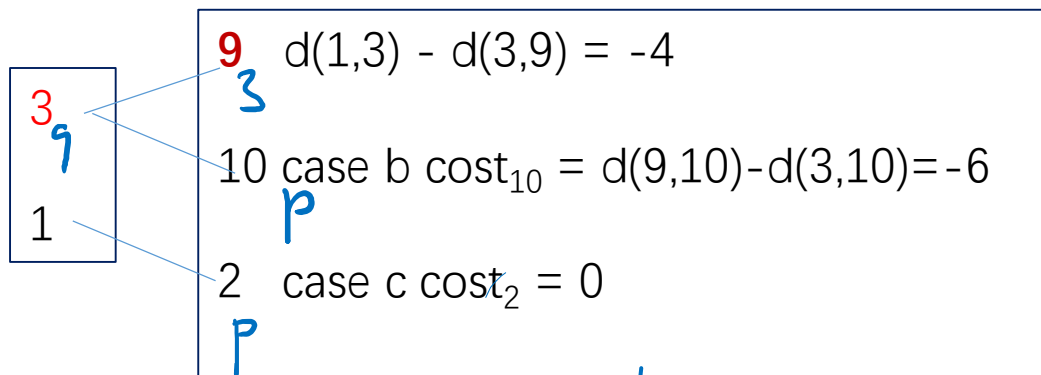 9 d(1,3) - d(3,9) = -4
3
3
9
10 case b cost₁₀ = d(9,10)-d(3,10)=-6
p
1
2 case c cost₂ = 0
p